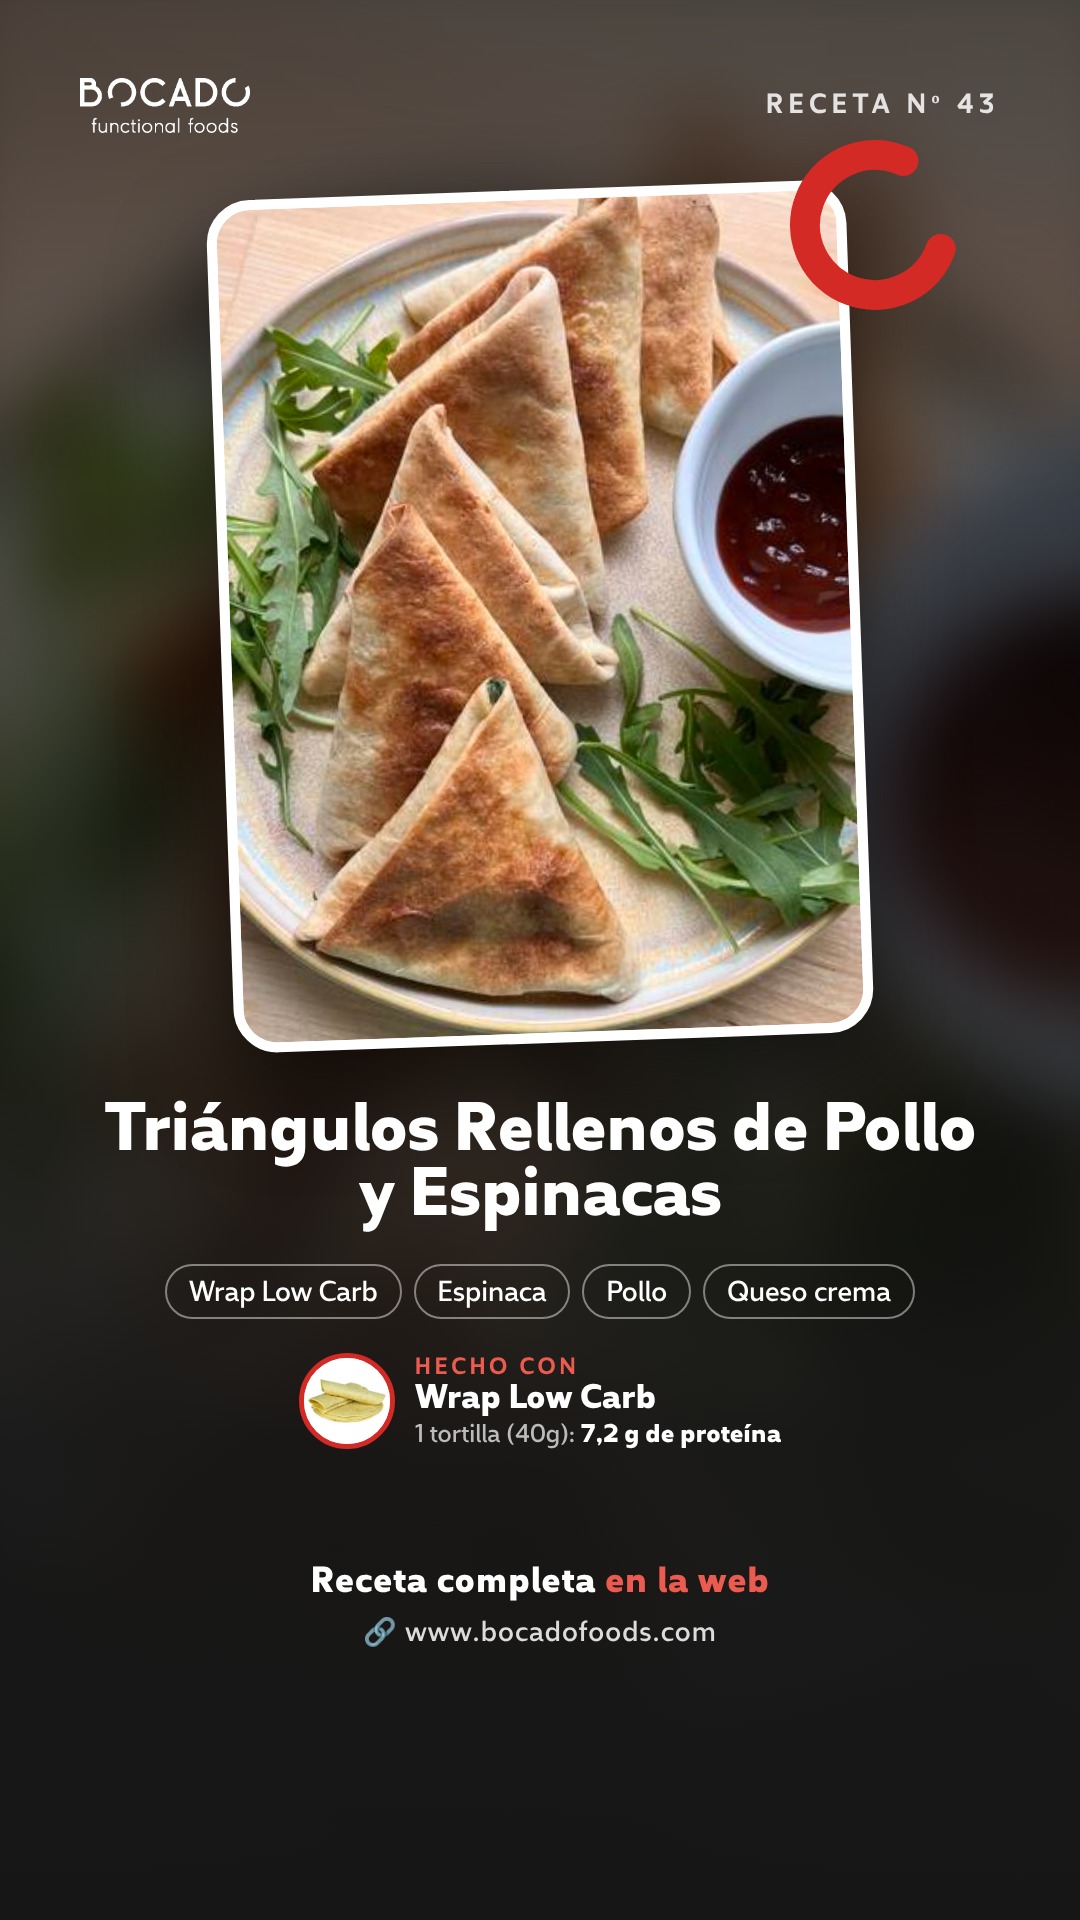 BOCADO
functional foods
RECETA Nº 43
Triángulos Rellenos de Pollo
y Espinacas
Wrap Low Carb
Espinaca
Pollo
Queso crema
HECHO CON
Wrap Low Carb
1 tortilla (40g): 7,2 g de proteína
Receta completa en la web
🔗 www.bocadofoods.com